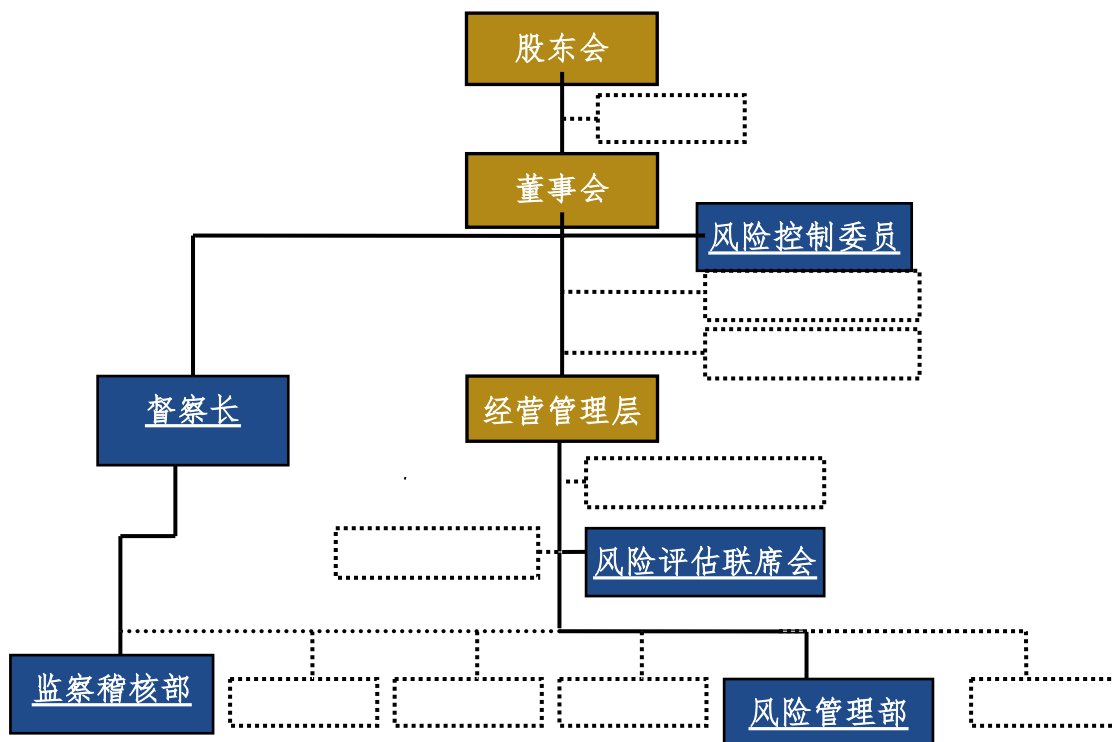 股东会
董事会
风险控制委员
督察长
经营管理层
风险评估联席会
监察稽核部
风险管理部